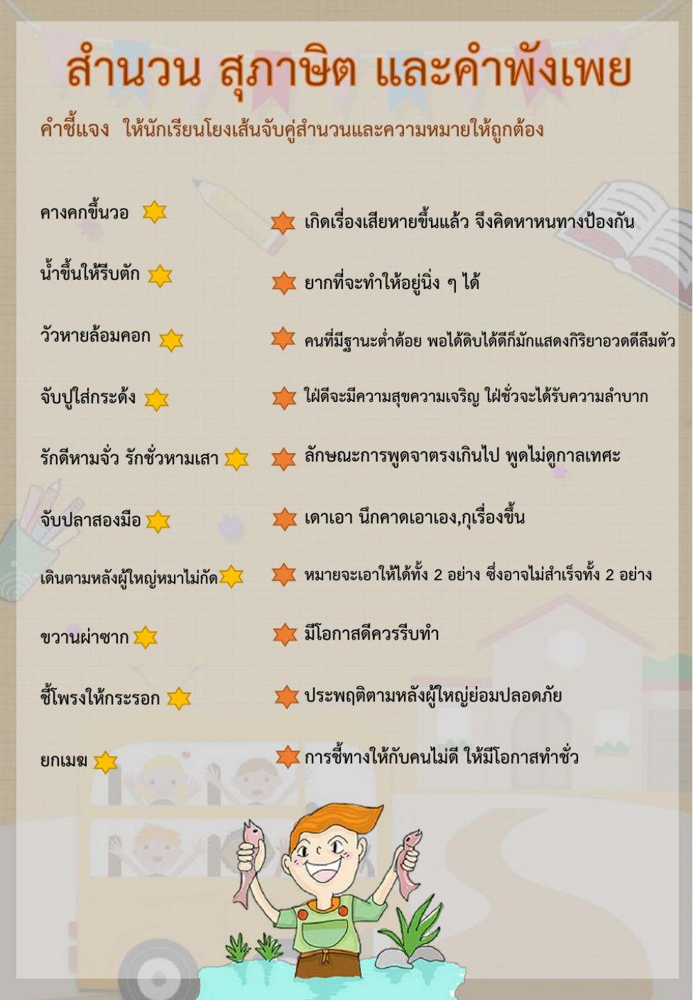 สำนวน สุภาษิต และคำพังเพย
คำชี้แจง ให้นักเรียนโยงเส้นจับคู่สำนวนและความหมายให้ถูกต้อง
คางคกขึ้นวอ
เกิดเรื่องเสียหายขึ้นแล้ว จึงคิดหาหนทางป้องกัน
น้ำขึ้นให้รีบตัก
ยากที่จะทำให้อยู่นิ่ง ๆ ได้
วัวหายล้อมคอก
คนที่มีฐานะต่ำต้อย พอได้ดิบได้ดีก็มักแสดงกิริยาอวดดีลืมตัว
จับปูใส่กระด้ง
ใฝ่ดีจะมีความสุขความเจริญ ใฝ่ชั่วจะได้รับความลำบาก
รักดีหามจั่ว รักชั่วหามเสา
ลักษณะการพูดจาตรงเกินไป พูดไม่ดูกาลเทศะ
จับปลาสองมือ
เดาเอา นึกคาดเอาเอง,กุเรื่องขึ้น
เดินตามหลังผู้ใหญ่หมาไม่กัด
หมายจะเอาให้ได้ทั้ง 2 อย่าง ซึ่งอาจไม่สำเร็จทั้ง 2 อย่าง
ขวานผ่าซาก
มีโอกาสดีควรรีบทำ
ชี้โพรงให้กระรอก
ประพฤติตามหลังผู้ใหญ่ย่อมปลอดภัย
ยกเมฆ
การชี้ทางให้กับคนไม่ดี ให้มีโอกาสทำชั่ว